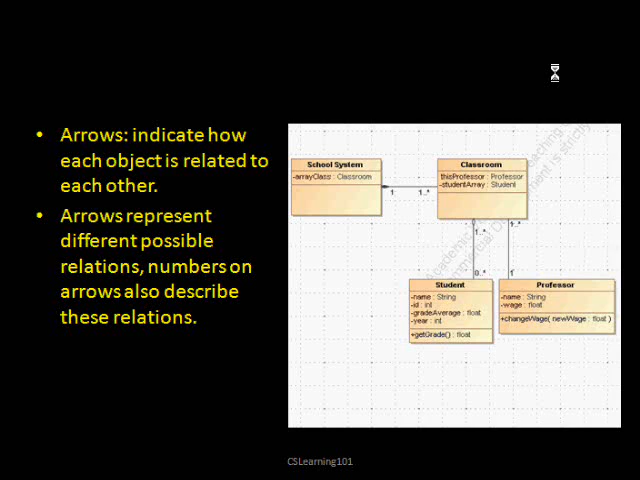 • Arrows: indicate how
each object is related to
each other.
• Arrows represent
different possible
relations, numbers on
arrows also describe
these relations.
School System
-arrayClass : Classroom
1
1..*
Classroom
thisProfessor : Professor
-studentArray : Student
1..*
1..*
0..*
1
Student
-name : String
-id : int
-gradeAverage : float
-year : int
+getGrade() : float
Professor
-name : String
-wage : float
+changeWage( newWage : float )
Academic
CSLearning101